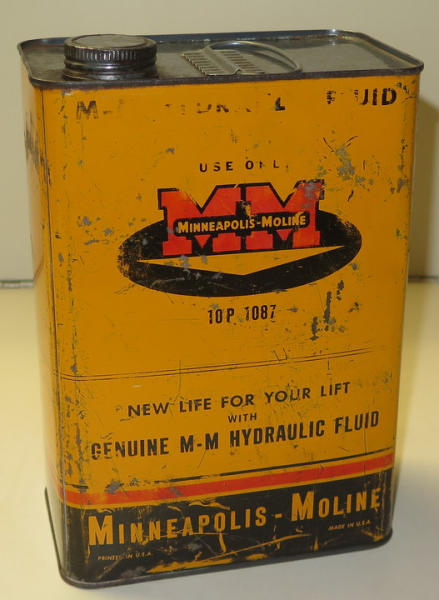 FLUID
USE ONLY
MM
MINNEAPOLIS-MOLINE
10P 1087
NEW LIFE FOR YOUR LIFT
WITH
GENUINE M-M HYDRAULIC FLUID
MINNEAPOLIS - MOLINE
PRINTED IN U.S.A.
MADE IN U.S.A.